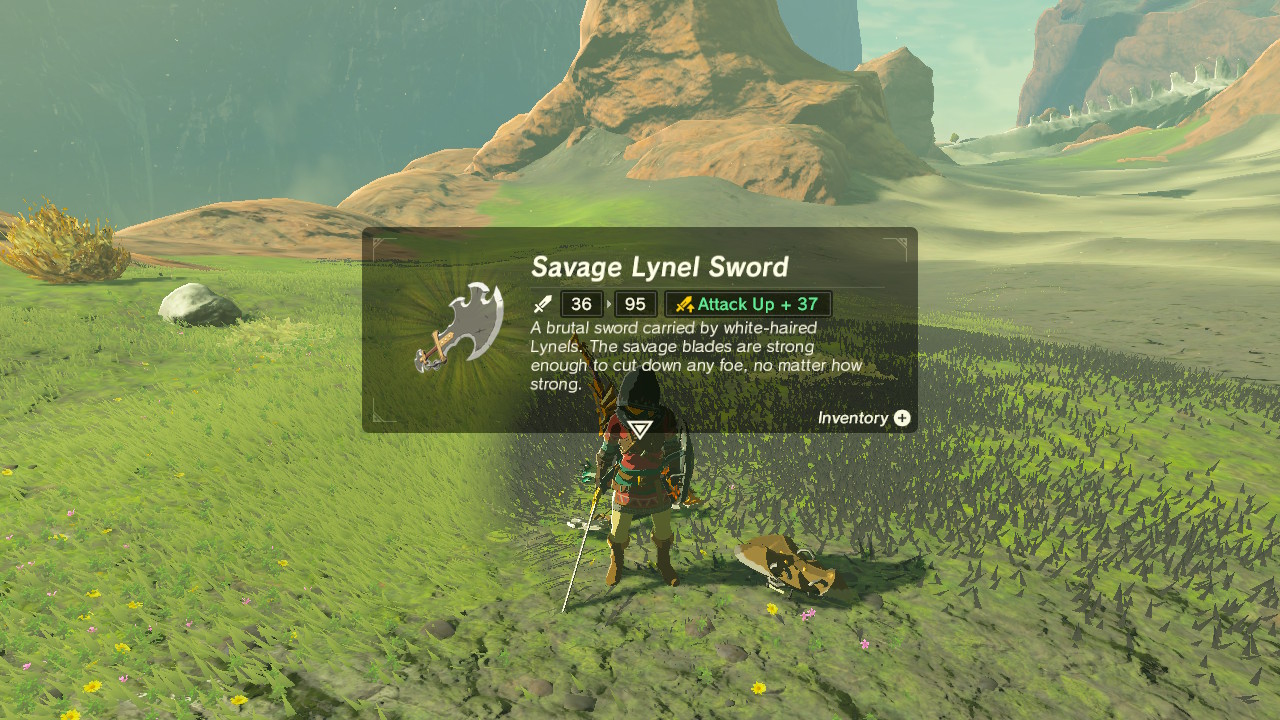 Savage Lynel Sword
36 95 Attack Up + 37
A brutal sword carried by white-haired
Lynels. The savage blades are strong
enough to cut down any foe, no matter how
strong.
Inventory +